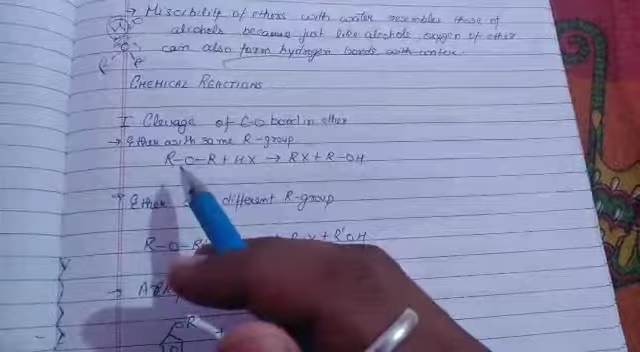 → Miscibility of ethers with water resembles those of
alcohols because just like alcohols oxygen of ether
can also form hydrogen bonds with water.
CHEMICAL REACTIONS
I Clevage of C-O bond in ether
→ Ether with same R-group
R-O-R + HX → RX + R-OH
→ Ether different R-group
R-O-R + R'OH
→
OR +